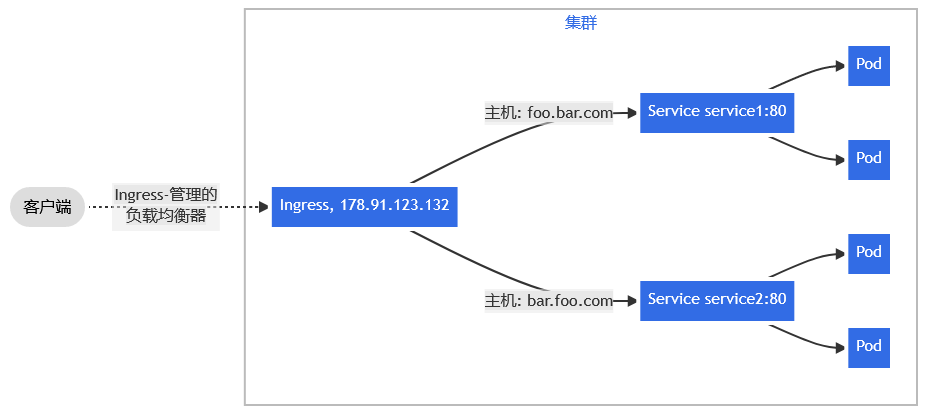 集群
客户端
Ingress-管理的
负载均衡器
Ingress, 178.91.123.132
主机: foo.bar.com
Service service1:80
Pod
Pod
主机: bar.foo.com
Service service2:80
Pod
Pod